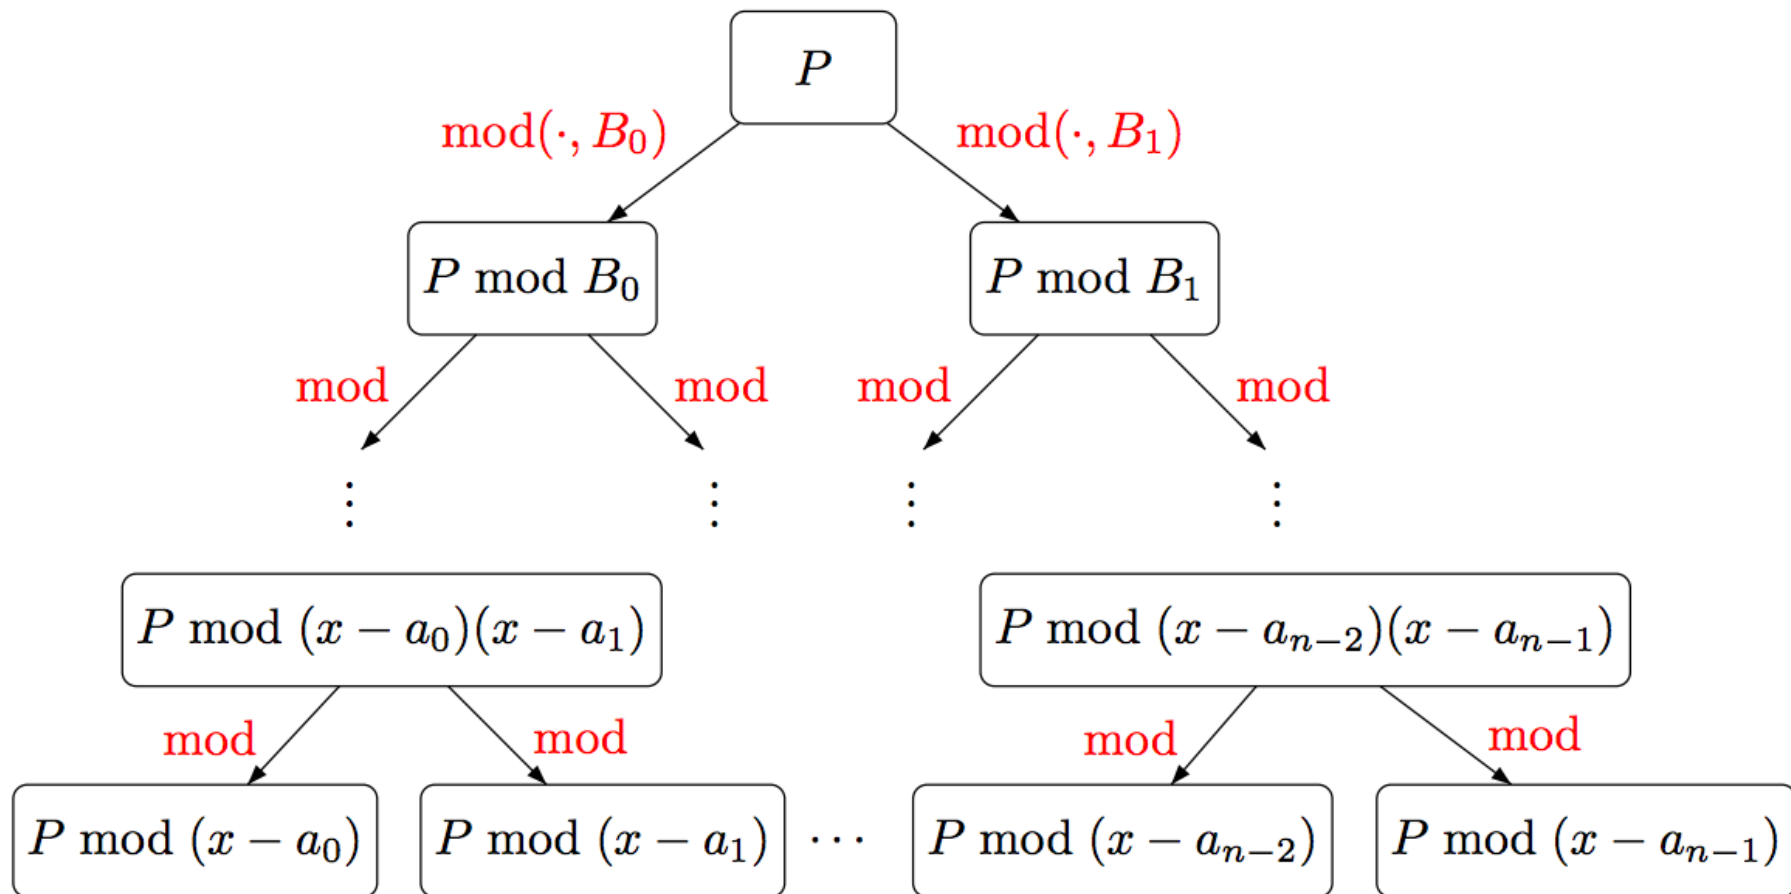 P
mod(·, B₀) mod(·, B₁)
P mod B₀ P mod B₁
mod mod mod mod
⋮ ⋮ ⋮ ⋮
P mod (x − a₀)(x − a₁) P mod (x − aₙ₋₂)(x − aₙ₋₁)
mod mod mod mod
P mod (x − a₀) P mod (x − a₁) ⋯ P mod (x − aₙ₋₂) P mod (x − aₙ₋₁)